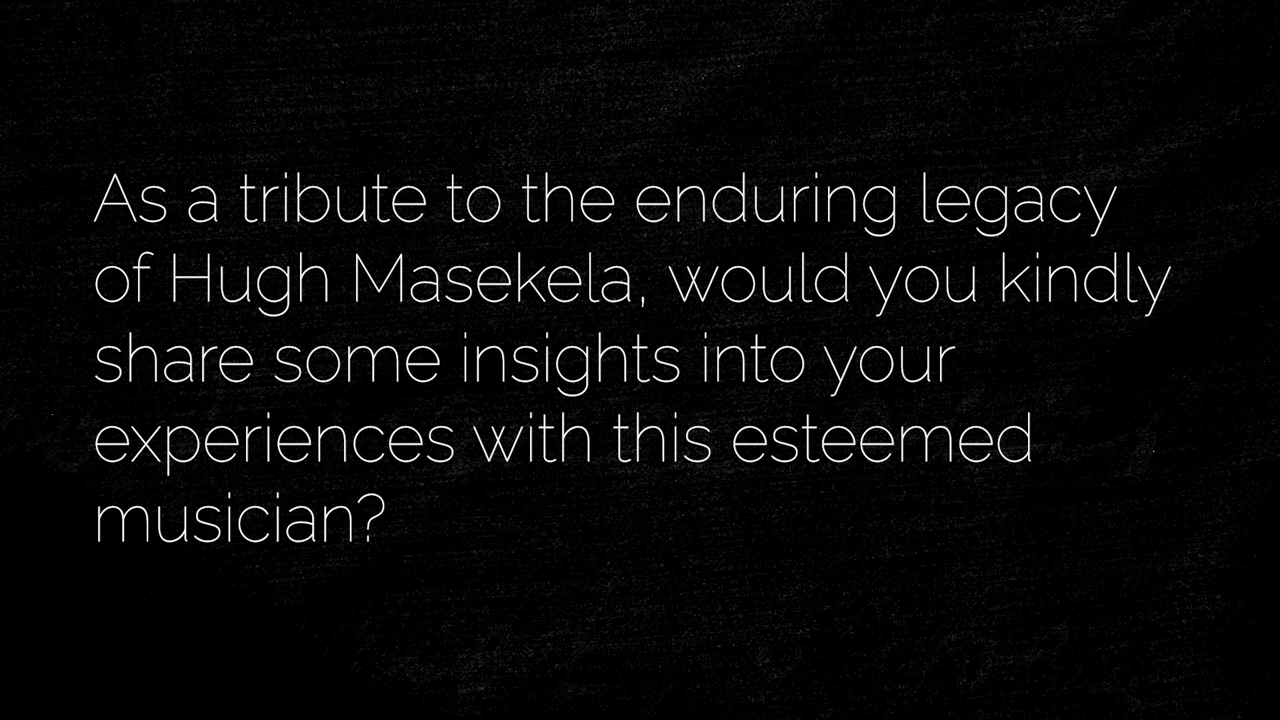 As a tribute to the enduring legacy
of Hugh Masekela, would you kindly
share some insights into your
experiences with this esteemed
musician?